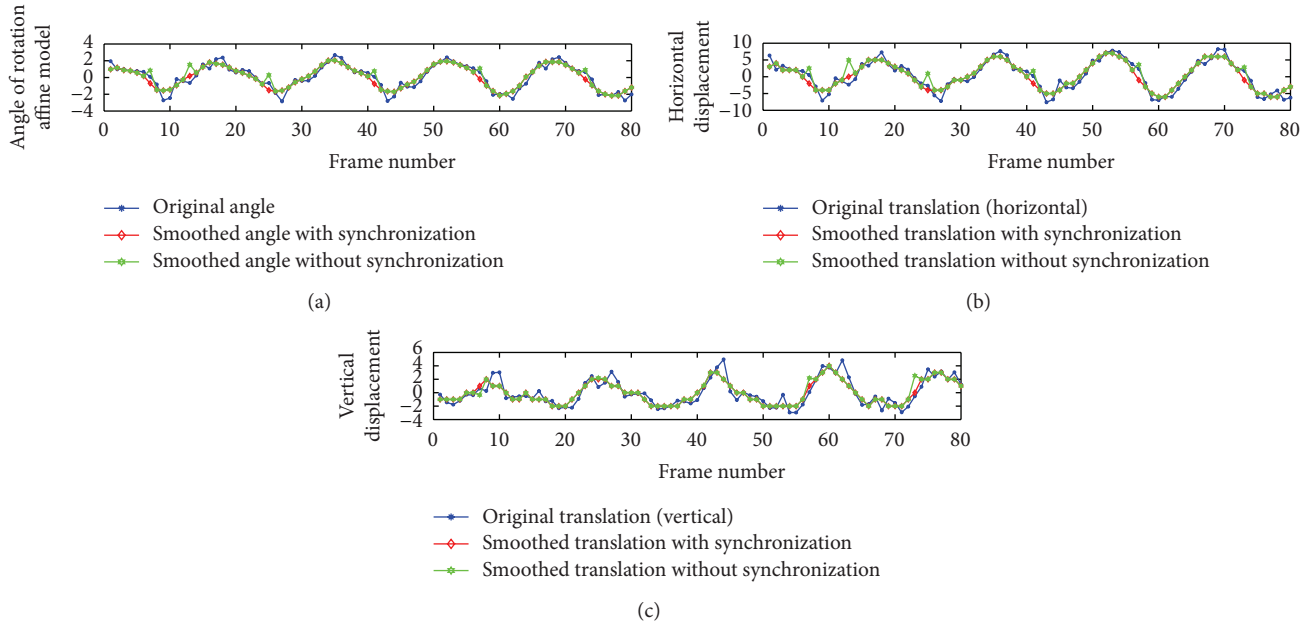 Angle of rotation
affine model
4
2
0
−2
−4
0 10 20 30 40 50 60 70 80
Frame number
Original angle
Smoothed angle with synchronization
Smoothed angle without synchronization
(a)
Horizontal
displacement
10
5
0
−5
−10
0 10 20 30 40 50 60 70 80
Frame number
Original translation (horizontal)
Smoothed translation with synchronization
Smoothed translation without synchronization
(b)
Vertical
displacement
6
4
2
0
−2
−4
0 10 20 30 40 50 60 70 80
Frame number
Original translation (vertical)
Smoothed translation with synchronization
Smoothed translation without synchronization
(c)